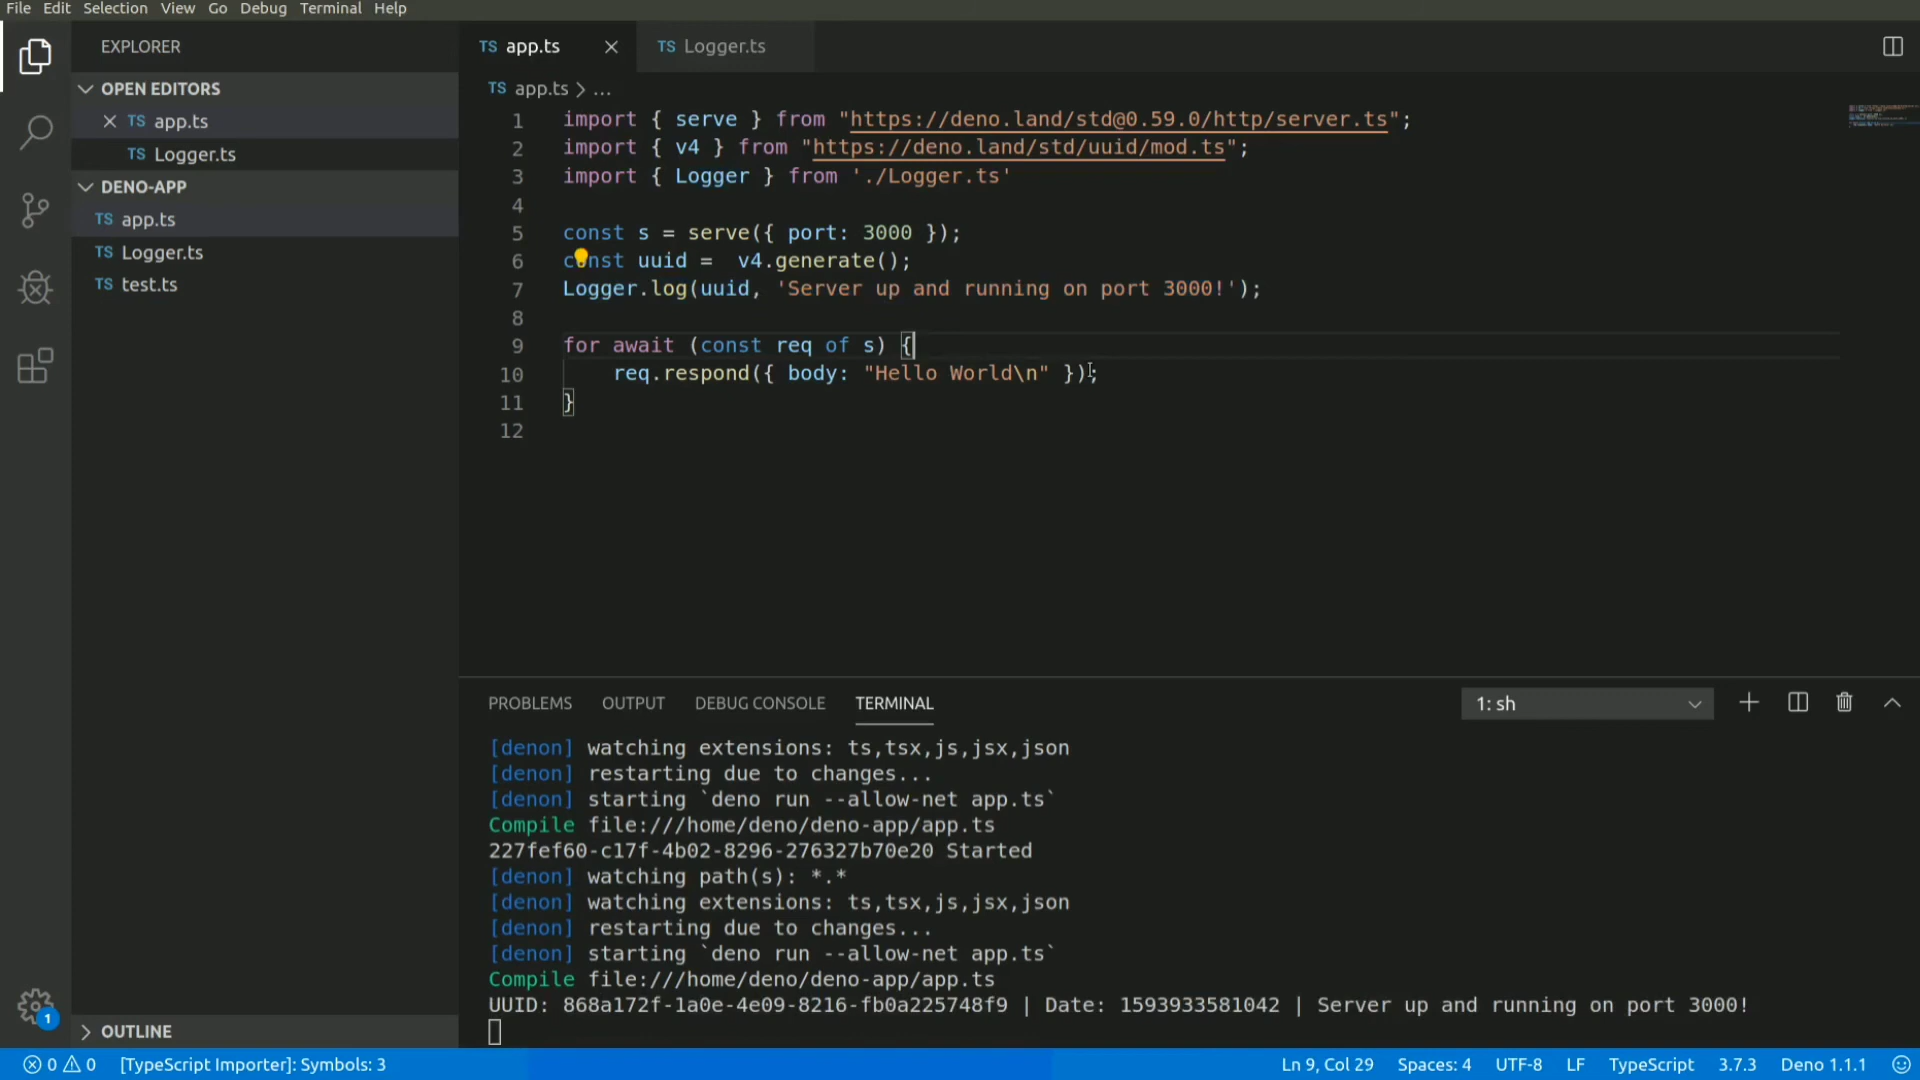 File Edit Selection View Go Debug Terminal Help
EXPLORER
OPEN EDITORS
TS app.ts
TS Logger.ts
DENO-APP
TS app.ts
TS Logger.ts
TS test.ts
OUTLINE
TS app.ts
TS Logger.ts
TS app.ts > ...
1 import { serve } from "https://deno.land/std@0.59.0/http/server.ts";
2 import { v4 } from "https://deno.land/std/uuid/mod.ts";
3 import { Logger } from './Logger.ts'
4
5 const s = serve({ port: 3000 });
6 const uuid =  v4.generate();
7 Logger.log(uuid, 'Server up and running on port 3000!');
8
9 for await (const req of s) {
10     req.respond({ body: "Hello World\n" });
11 }
12
PROBLEMS OUTPUT DEBUG CONSOLE TERMINAL
1: sh
[denon] watching extensions: ts,tsx,js,jsx,json
[denon] restarting due to changes...
[denon] starting `deno run --allow-net app.ts`
Compile file:///home/deno/deno-app/app.ts
227fef60-c17f-4b02-8296-276327b70e20 Started
[denon] watching path(s): *.*
[denon] watching extensions: ts,tsx,js,jsx,json
[denon] restarting due to changes...
[denon] starting `deno run --allow-net app.ts`
Compile file:///home/deno/deno-app/app.ts
UUID: 868a172f-1a0e-4e09-8216-fb0a225748f9 | Date: 1593933581042 | Server up and running on port 3000!
1
0 0 [TypeScript Importer]: Symbols: 3 Ln 9, Col 29 Spaces: 4 UTF-8 LF TypeScript 3.7.3 Deno 1.1.1